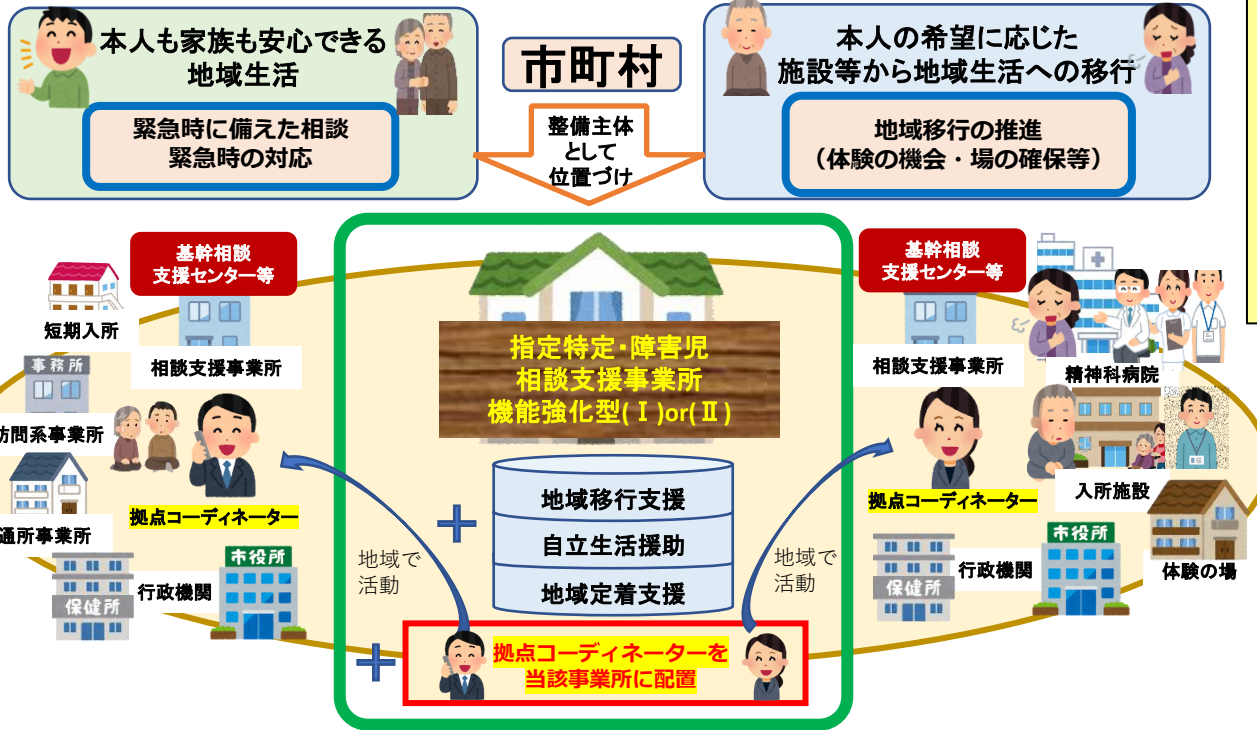 本人も家族も安心できる
地域生活
緊急時に備えた相談
緊急時の対応
市町村
整備主体
として
位置づけ
本人の希望に応じた
施設等から地域生活への移行
地域移行の推進
（体験の機会・場の確保等）
基幹相談
支援センター等
短期入所
相談支援事業所
事務所
訪問系事業所
拠点コーディネーター
通所事業所
保健所
行政機関
市役所
指定特定・障害児
相談支援事業所
機能強化型(Ⅰ)or(Ⅱ)
＋
地域移行支援
自立生活援助
地域定着支援
地域で
活動
地域で
活動
＋
拠点コーディネーターを
当該事業所に配置
基幹相談
支援センター等
相談支援事業所
精神科病院
拠点コーディネーター
入所施設
保健所
行政機関
市役所
体験の場